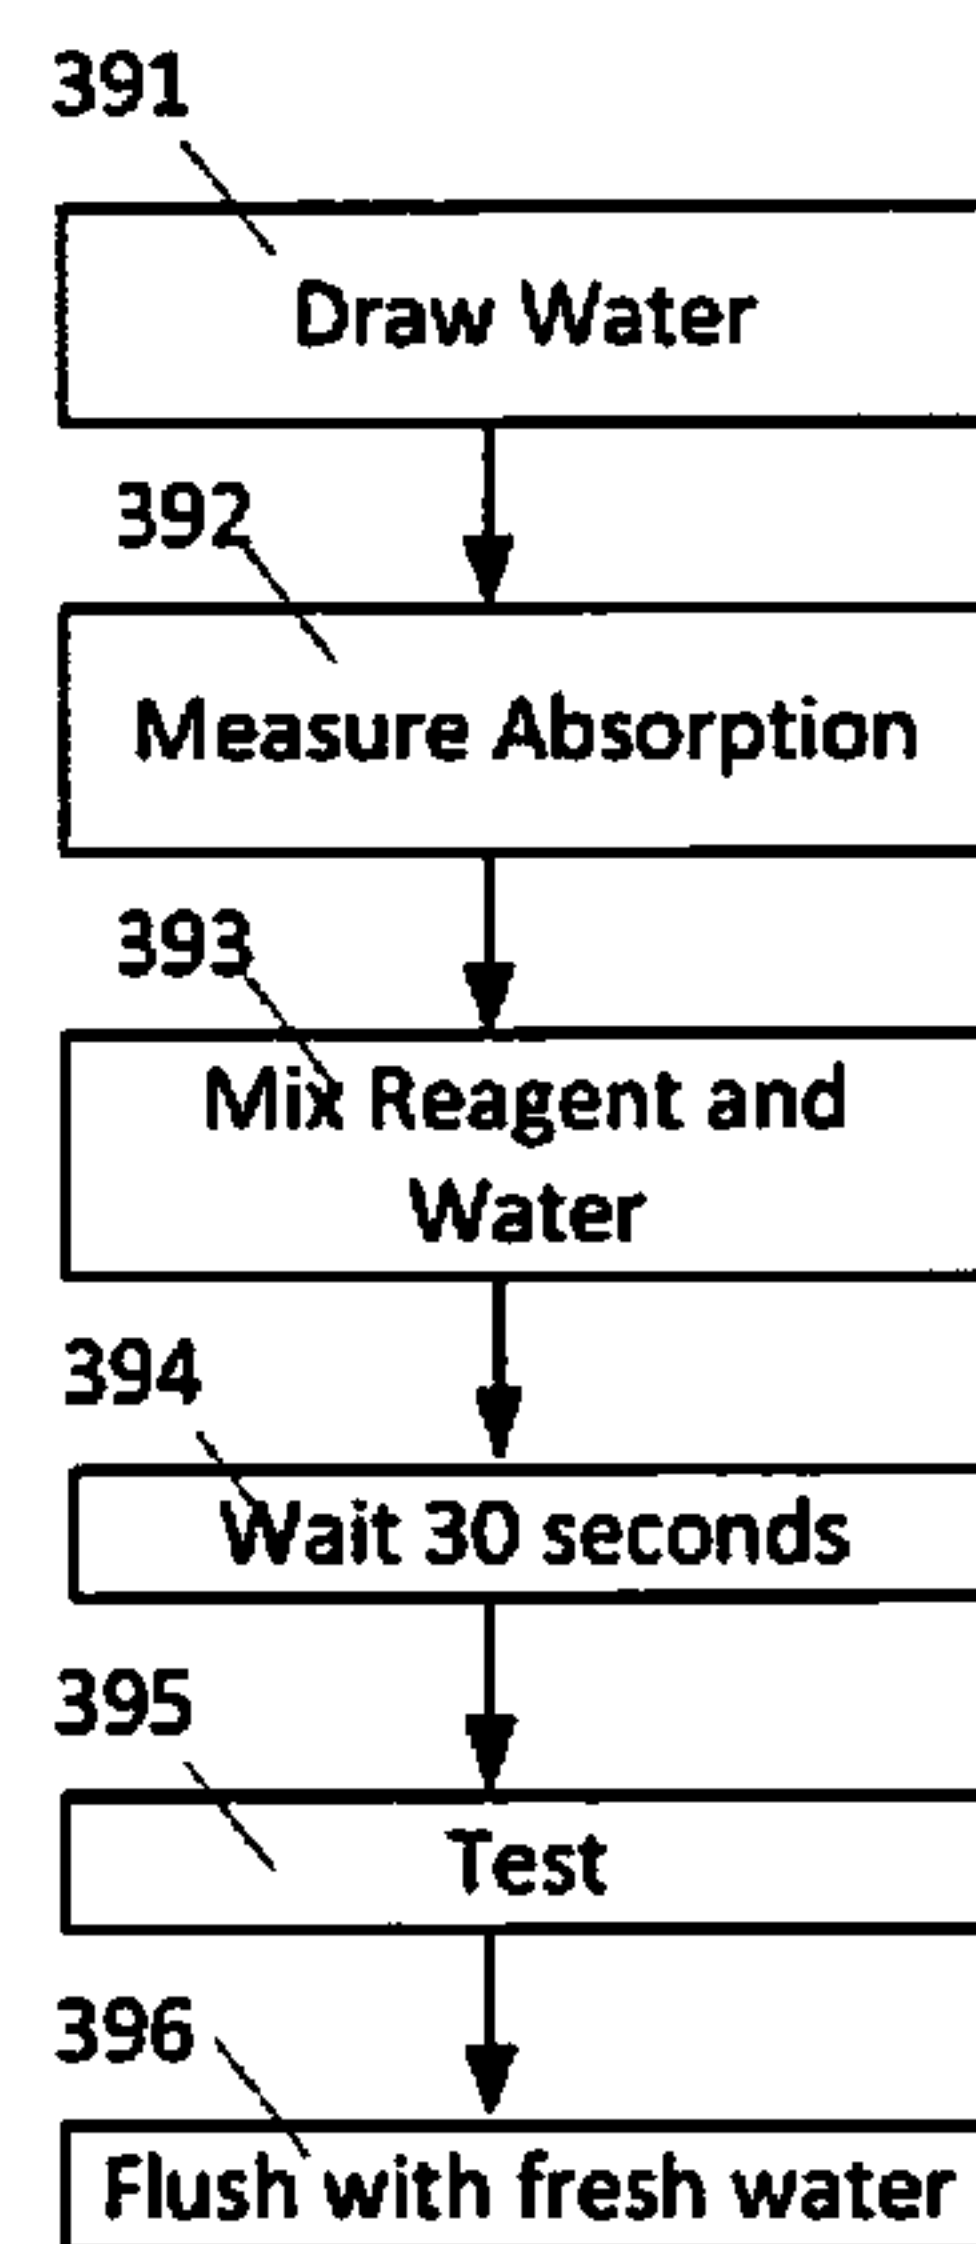 391
Draw Water
392
Measure Absorption
393
Mix Reagent and
Water
394
Wait 30 seconds
395
Test
396
Flush with fresh water